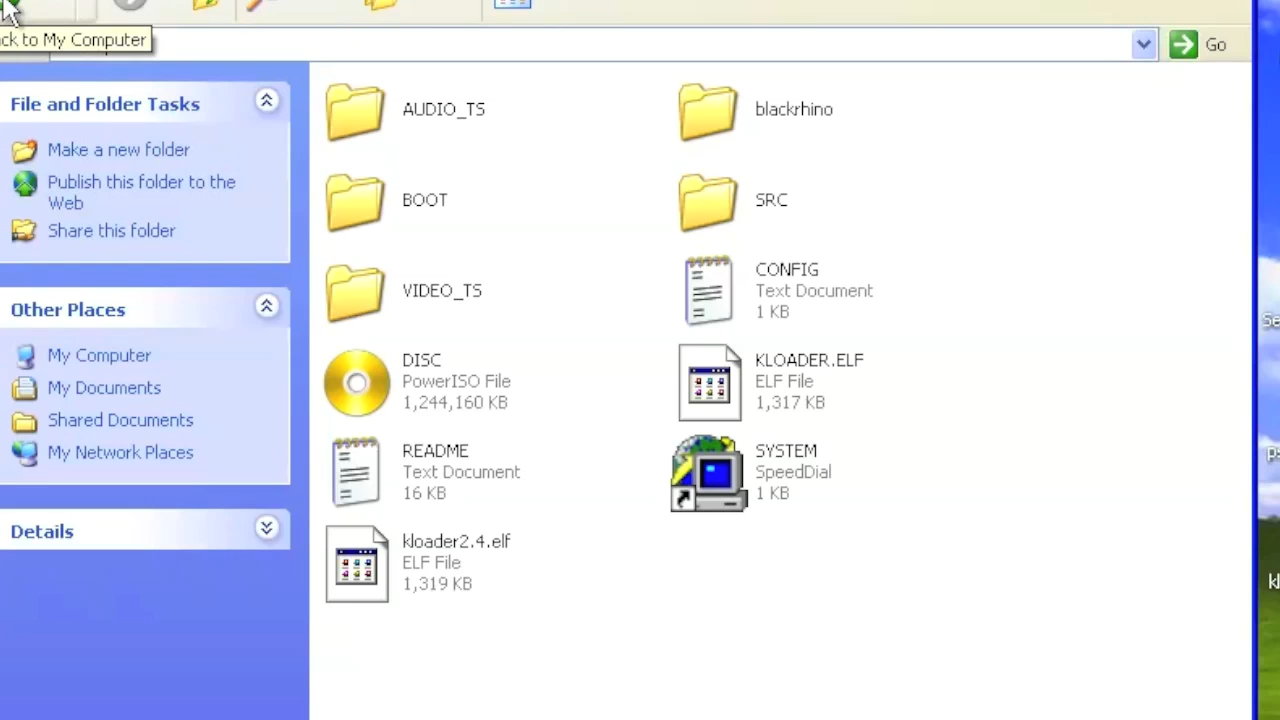 ck to My Computer
Go
File and Folder Tasks
Make a new folder
Publish this folder to the
Web
Share this folder
Other Places
My Computer
My Documents
Shared Documents
My Network Places
Details
AUDIO_TS
blackrhino
BOOT
SRC
VIDEO_TS
CONFIG
Text Document
1 KB
DISC
PowerISO File
1,244,160 KB
KLOADER.ELF
ELF File
1,317 KB
README
Text Document
16 KB
SYSTEM
SpeedDial
1 KB
kloader2.4.elf
ELF File
1,319 KB
Se
ps
kl